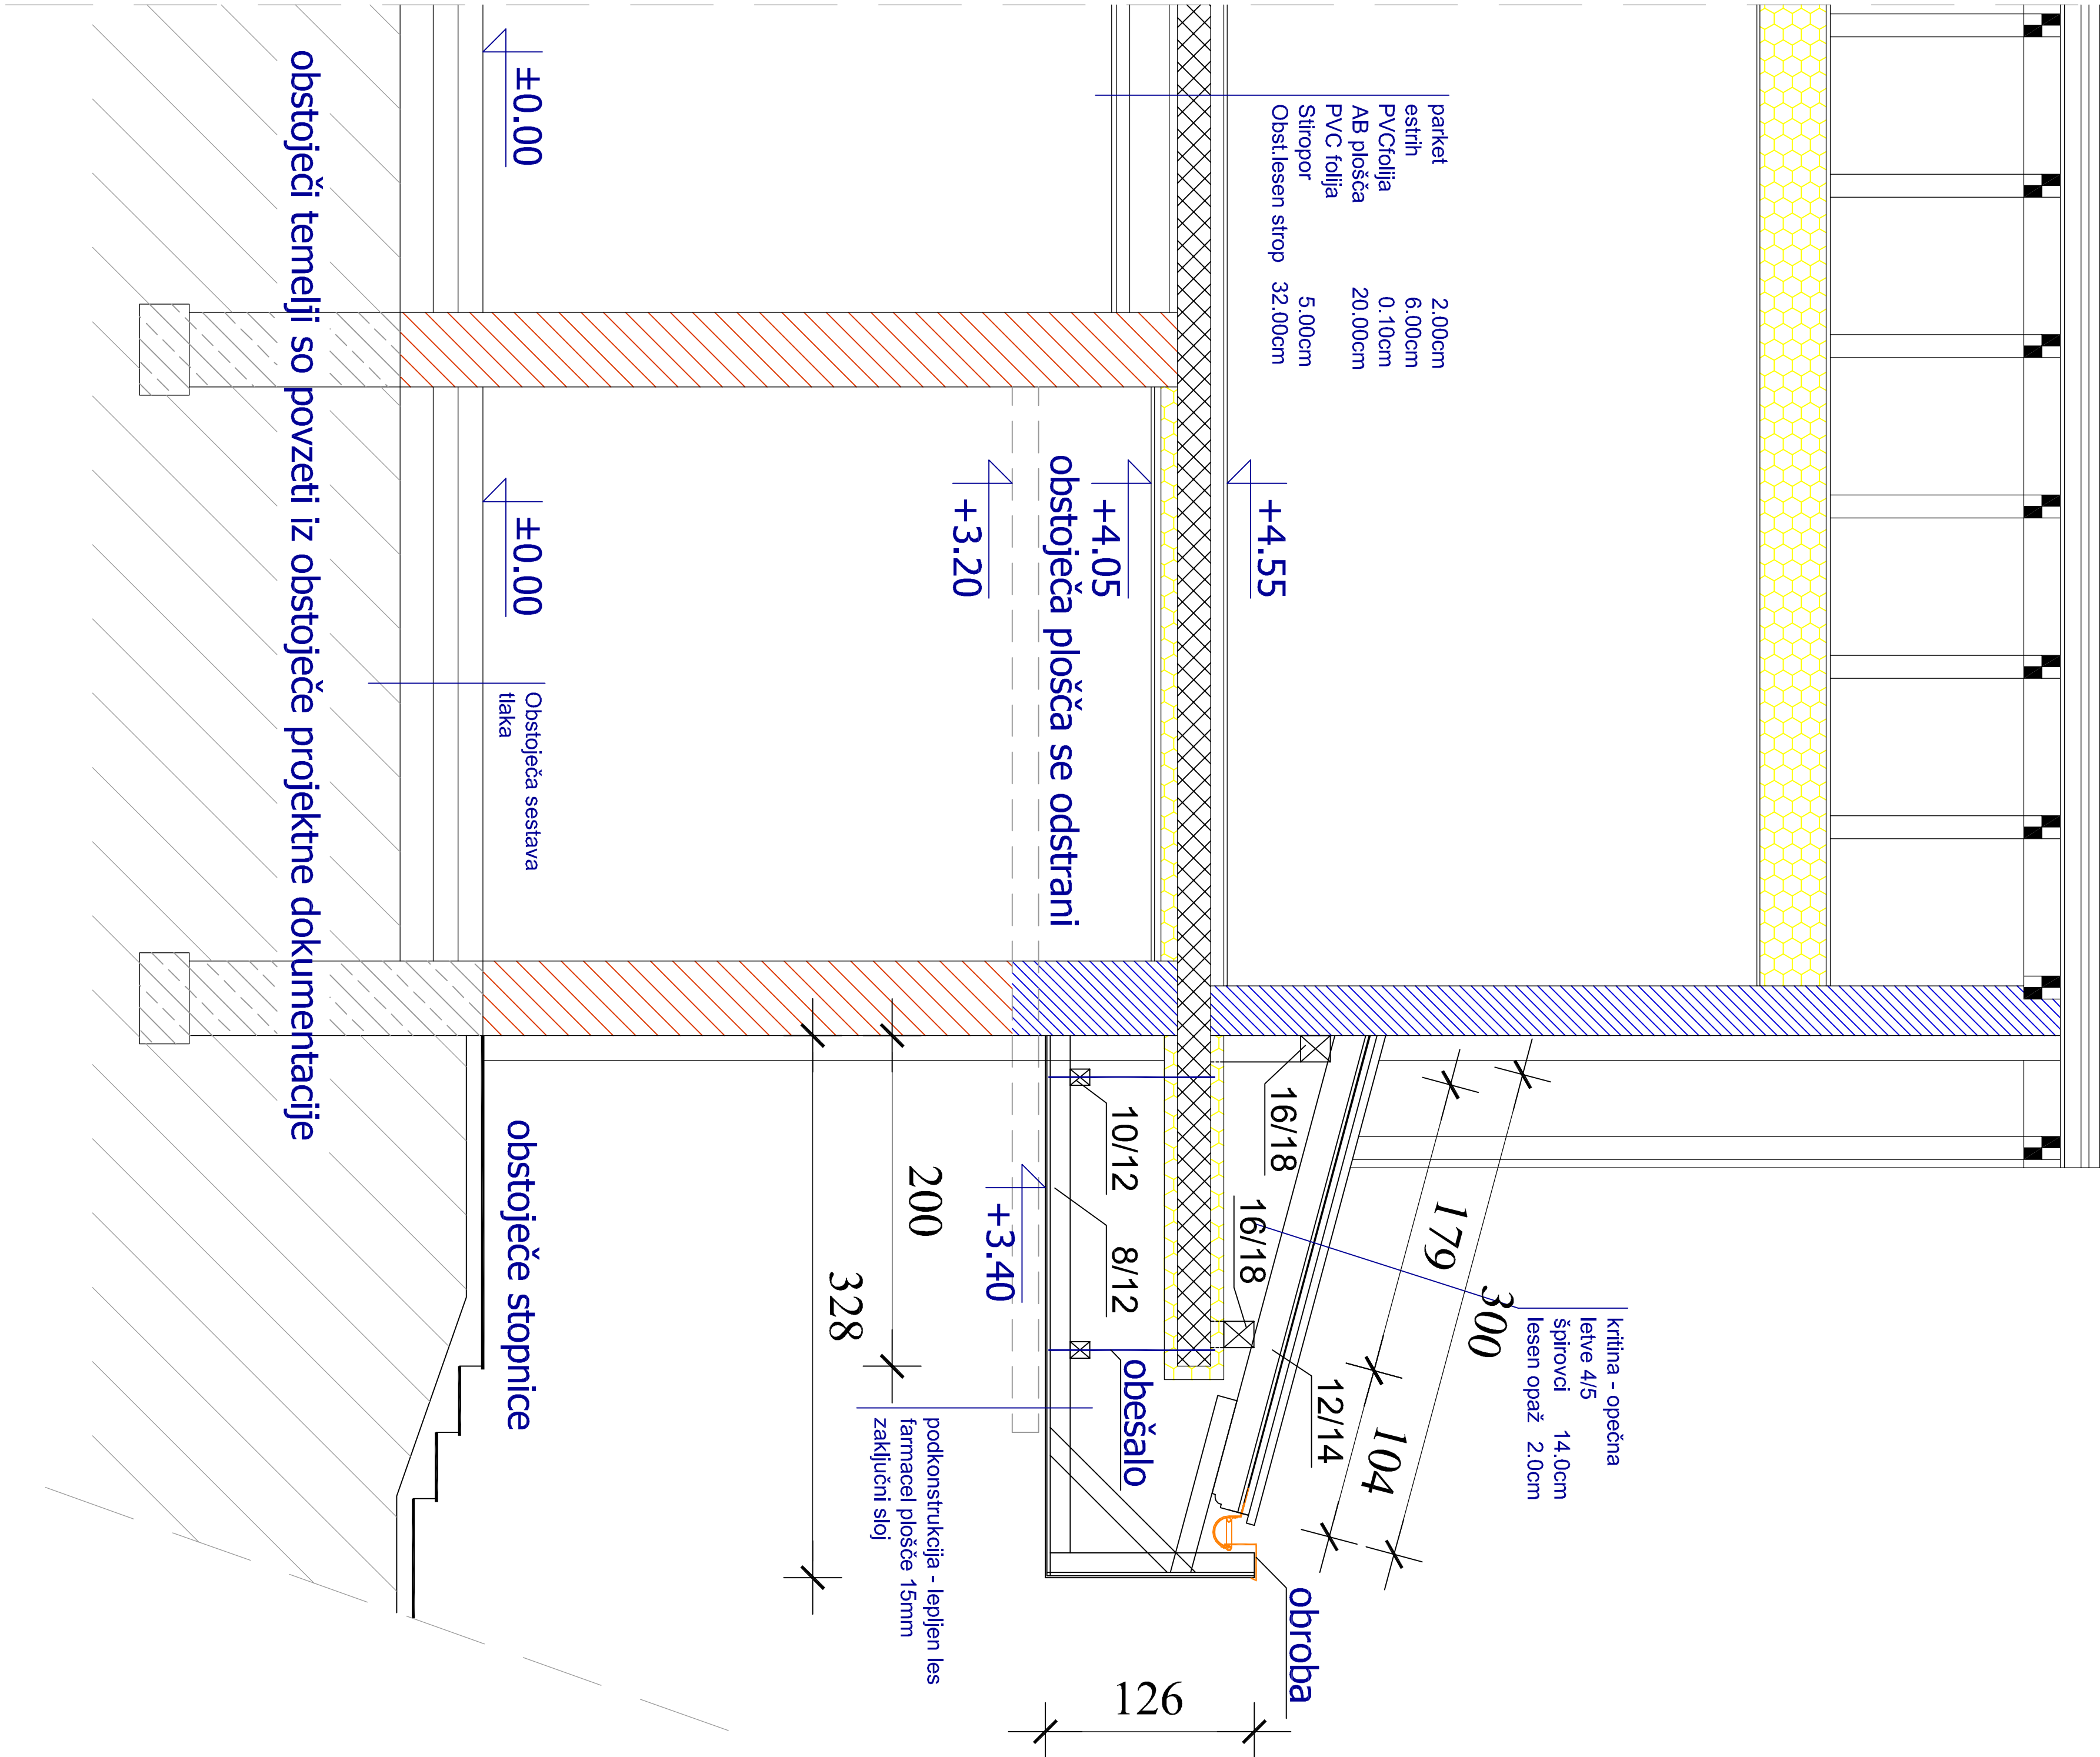 parket 2.00cm
estrih 6.00cm
PVCfolija 0.10cm
AB plošča 20.00cm
PVC folija
Stiropor 5.00cm
Obst.lesen strop 32.00cm
+4.55
+4.05
+3.20
obstoječa plošča se odstrani
±0.00
±0.00
Obstoječa sestava
tlaka
obstoječi temelji so povzeti iz obstoječe projektne dokumentacije
kritina - opečna
letve 4/5
špirovci 14.0cm
lesen opaž 2.0cm
300
179
104
16/18
16/18
12/14
10/12
8/12
obešalo
obroba
+3.40
200
328
126
podkonstrukcija - lepljen les
farmacel plošče 15mm
zaključni sloj
obstoječe stopnice